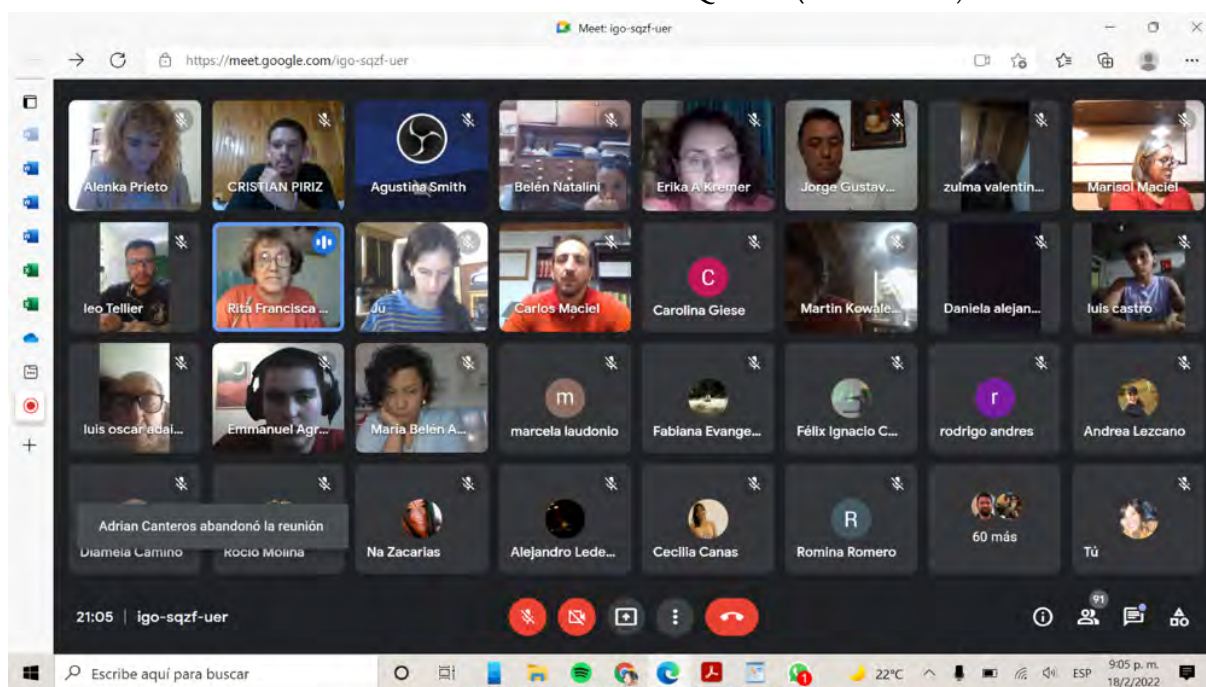 Meet: igo-sqzf-uer
https://meet.google.com/igo-sqzf-uer
Alenka Prieto
CRISTIAN PIRIZ
Agustina Smith
Belén Natalini
Erika A Kremer
Jorge Gustav...
zulma valentin...
Marisol Maciel
leo Tellier
Rita Francisca ...
Ju
Carlos Maciel
C
Carolina Giese
Martin Kowale...
Daniela alejan...
luis castro
luis oscar adai...
Emmanuel Agr...
María Belén A...
m
marcela laudonio
Fabiana Evange...
Félix Ignacio C...
r
rodrigo andres
Andrea Lezcano
Adrian Canteros abandonó la reunión
Diamela Camino
Rocío Molina
Na Zacarias
Alejandro Lede...
Cecilia Canas
R
Romina Romero
60 más
Tú
21:05 | igo-sqzf-uer
91
Escribe aquí para buscar
1
22°C
ESP
9:05 p. m.
18/2/2022